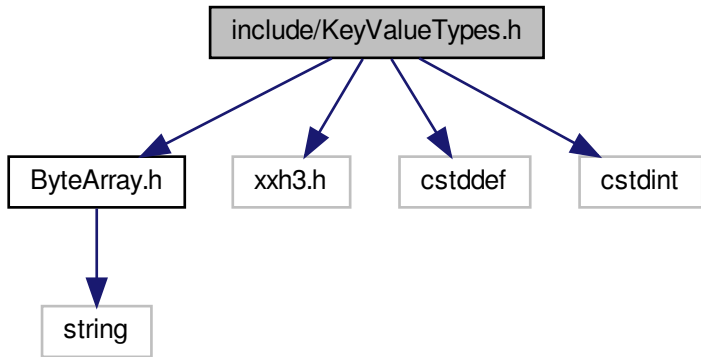 include/KeyValueTypes.h
ByteArray.h
xxh3.h
cstddef
cstdint
string